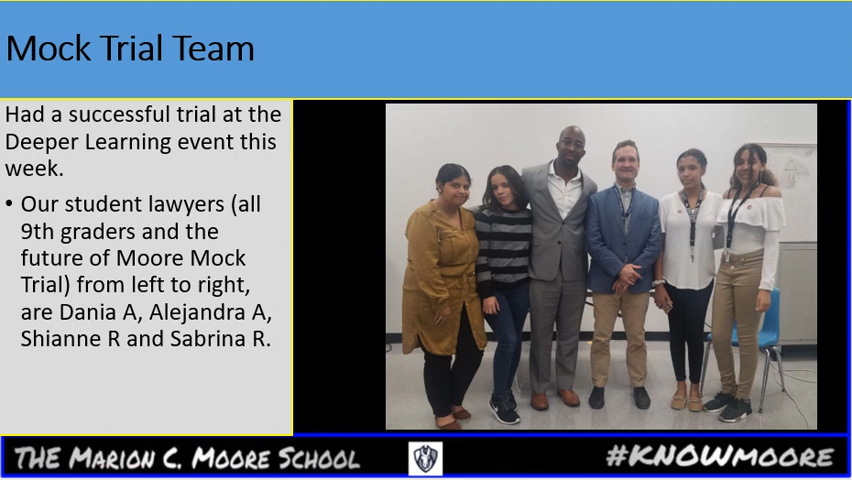 Mock Trial Team
Had a successful trial at the
Deeper Learning event this
week.
• Our student lawyers (all
9th graders and the
future of Moore Mock
Trial) from left to right,
are Dania A, Alejandra A,
Shianne R and Sabrina R.
THE MARION C. MOORE SCHOOL
#KNOWMOORE